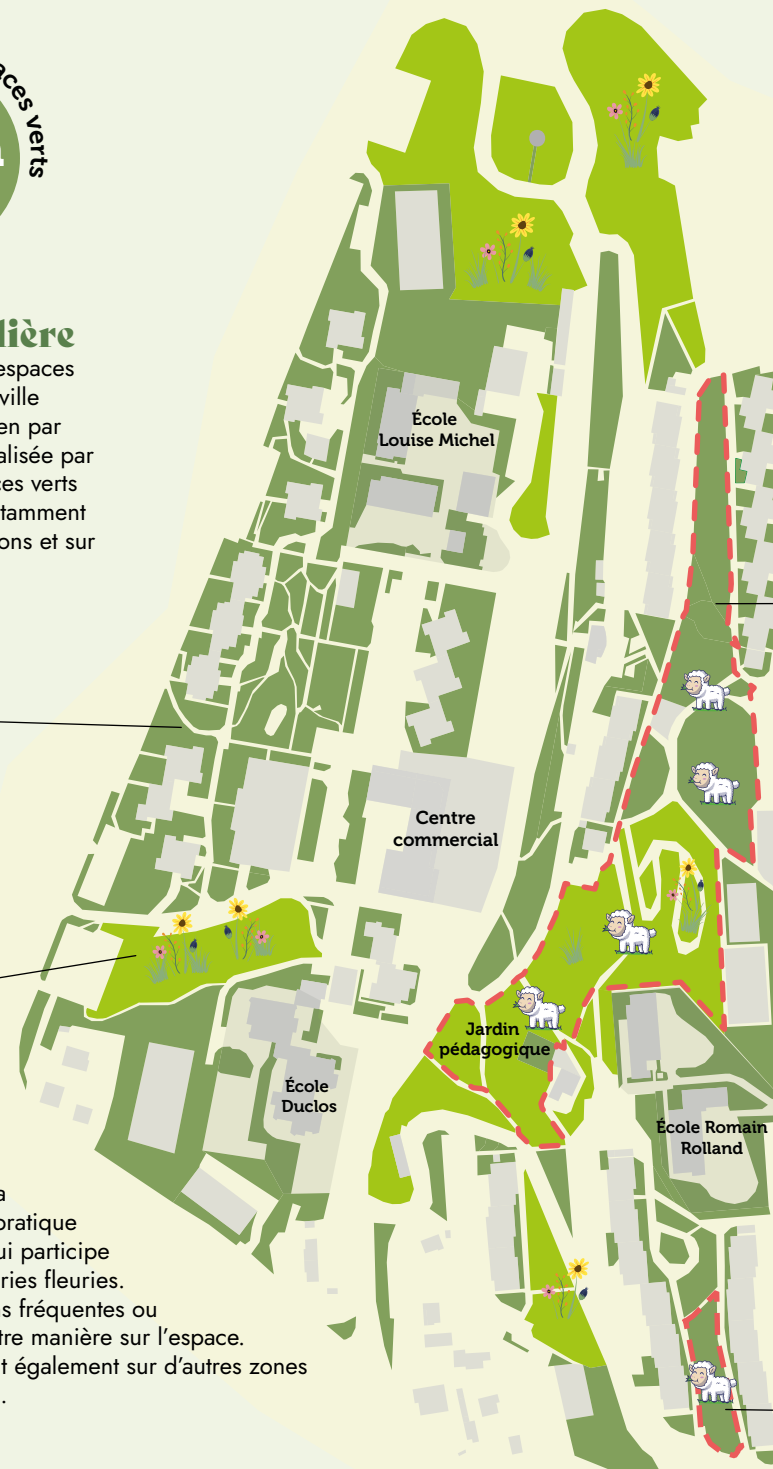 verts
espaces
ville
en par
alisée par
ces verts
tamment
ons et sur
École
Louise Michel
Centre
commercial
Jardin
pédagogique
École
Duclos
École Romain
Rolland
a
pratique
ui participe
ries fleuries.
s fréquentes ou
tre manière sur l'espace.
t également sur d'autres zones
.